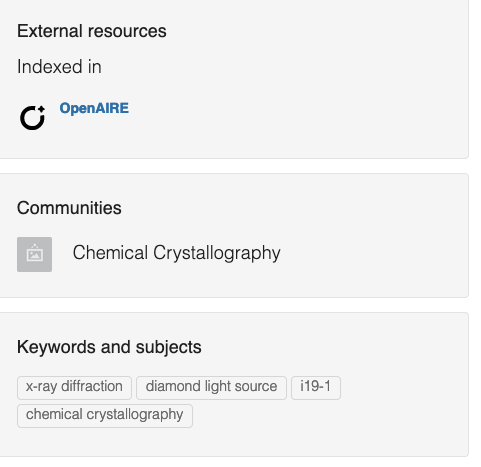 External resources
Indexed in
OpenAIRE
Communities
Chemical Crystallography
Keywords and subjects
x-ray diffraction diamond light source i19-1
chemical crystallography